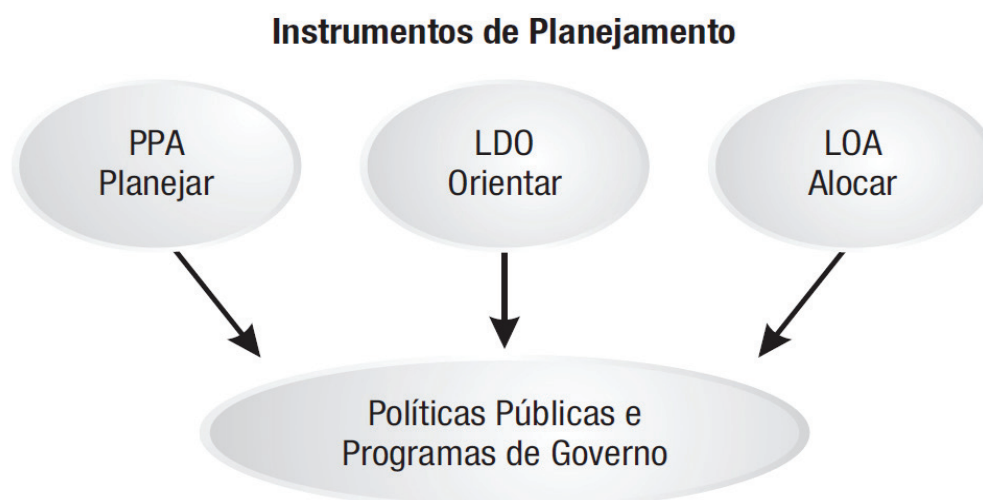 Instrumentos de Planejamento
PPA
Planejar
LDO
Orientar
LOA
Alocar
Políticas Públicas e
Programas de Governo